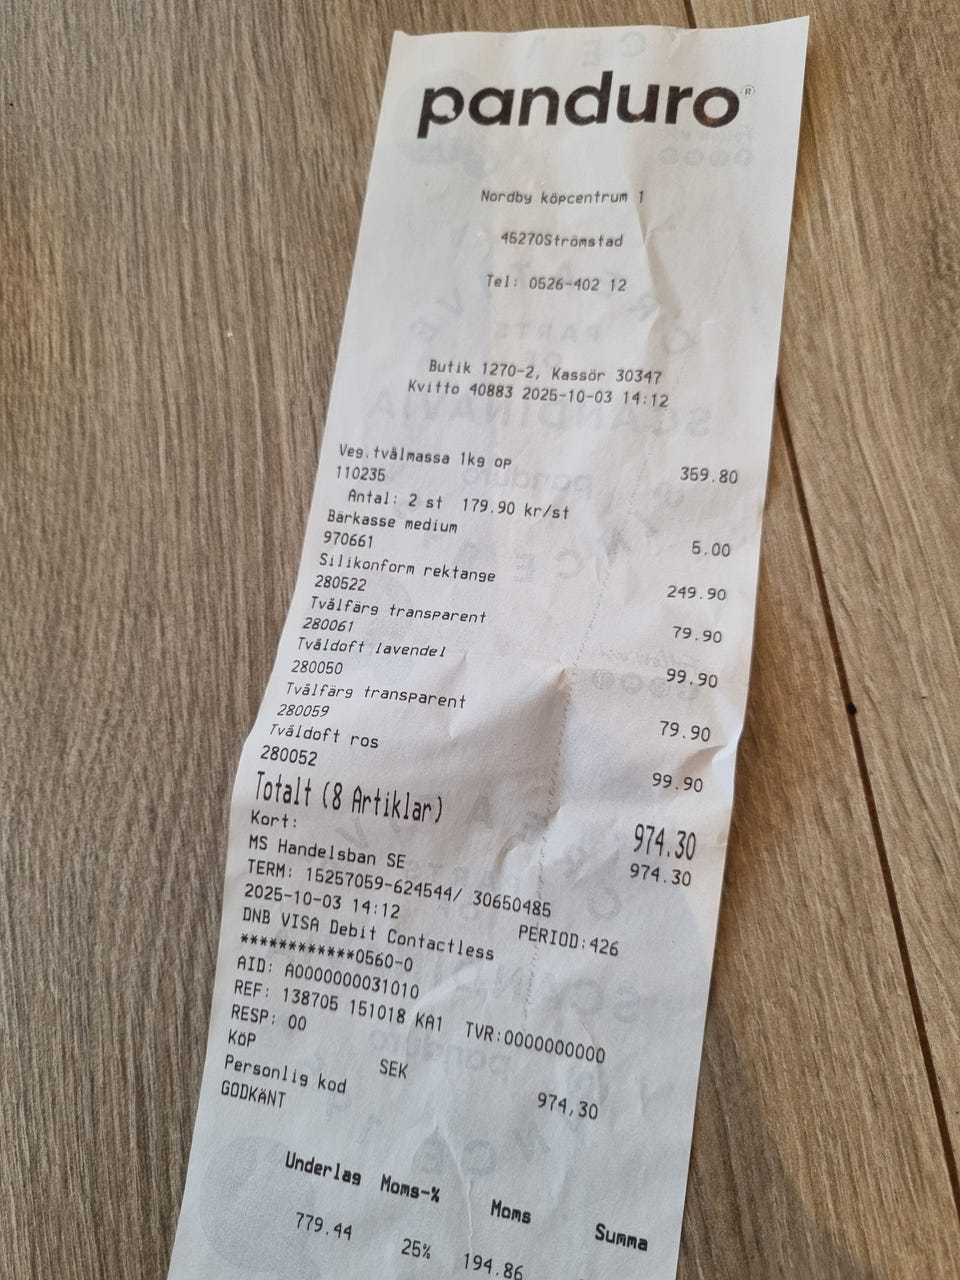 panduro®
Nordby köpcentrum 1
45270Strömstad
Tel: 0526-402 12
Butik 1270-2, Kassör 30347
Kvitto 40883 2025-10-03 14:12
Veg.tvålmassa 1kg op 359.80
110235
Antal: 2 st 179.90 kr/st
Bärkasse medium 5.00
970661
Silikonform rektange 249.90
280522
Tvålfärg transparent 79.90
280061
Tvåldoft lavendel 99.90
280050
Tvålfärg transparent 79.90
280059
Tvåldoft ros 99.90
280052
Totalt (8 Artiklar) 974.30
Kort: 974.30
MS Handelsban SE
TERM: 15257059-624544/ 30650485
2025-10-03 14:12 PERIOD:426
DNB VISA Debit Contactless
************0560-0
AID: A0000000031010
REF: 138705 151018 KA1 TVR:0000000000
RESP: 00
KÖP SEK 974,30
Personlig kod
GODKÄNT
Underlag Moms-% Moms Summa
779.44 25% 194.86